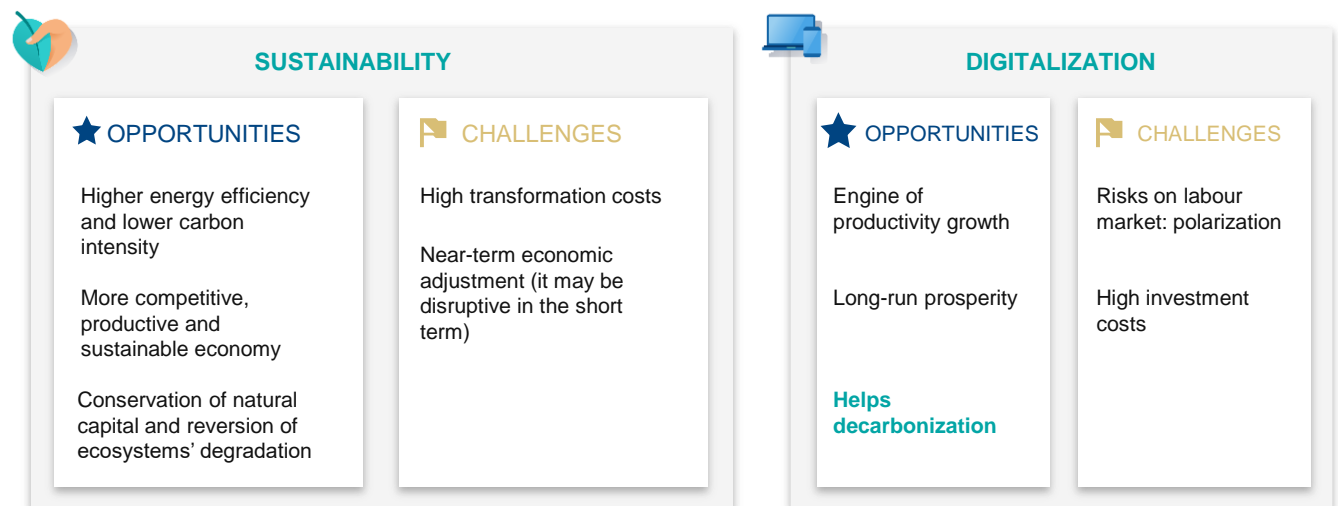 SUSTAINABILITY
OPPORTUNITIES
Higher energy efficiency
and lower carbon
intensity
More competitive,
productive and
sustainable economy
Conservation of natural
capital and reversion of
ecosystems’ degradation
CHALLENGES
High transformation costs
Near-term economic
adjustment (it may be
disruptive in the short
term)
DIGITALIZATION
OPPORTUNITIES
Engine of
productivity growth
Long-run prosperity
Helps
decarbonization
CHALLENGES
Risks on labour
market: polarization
High investment
costs